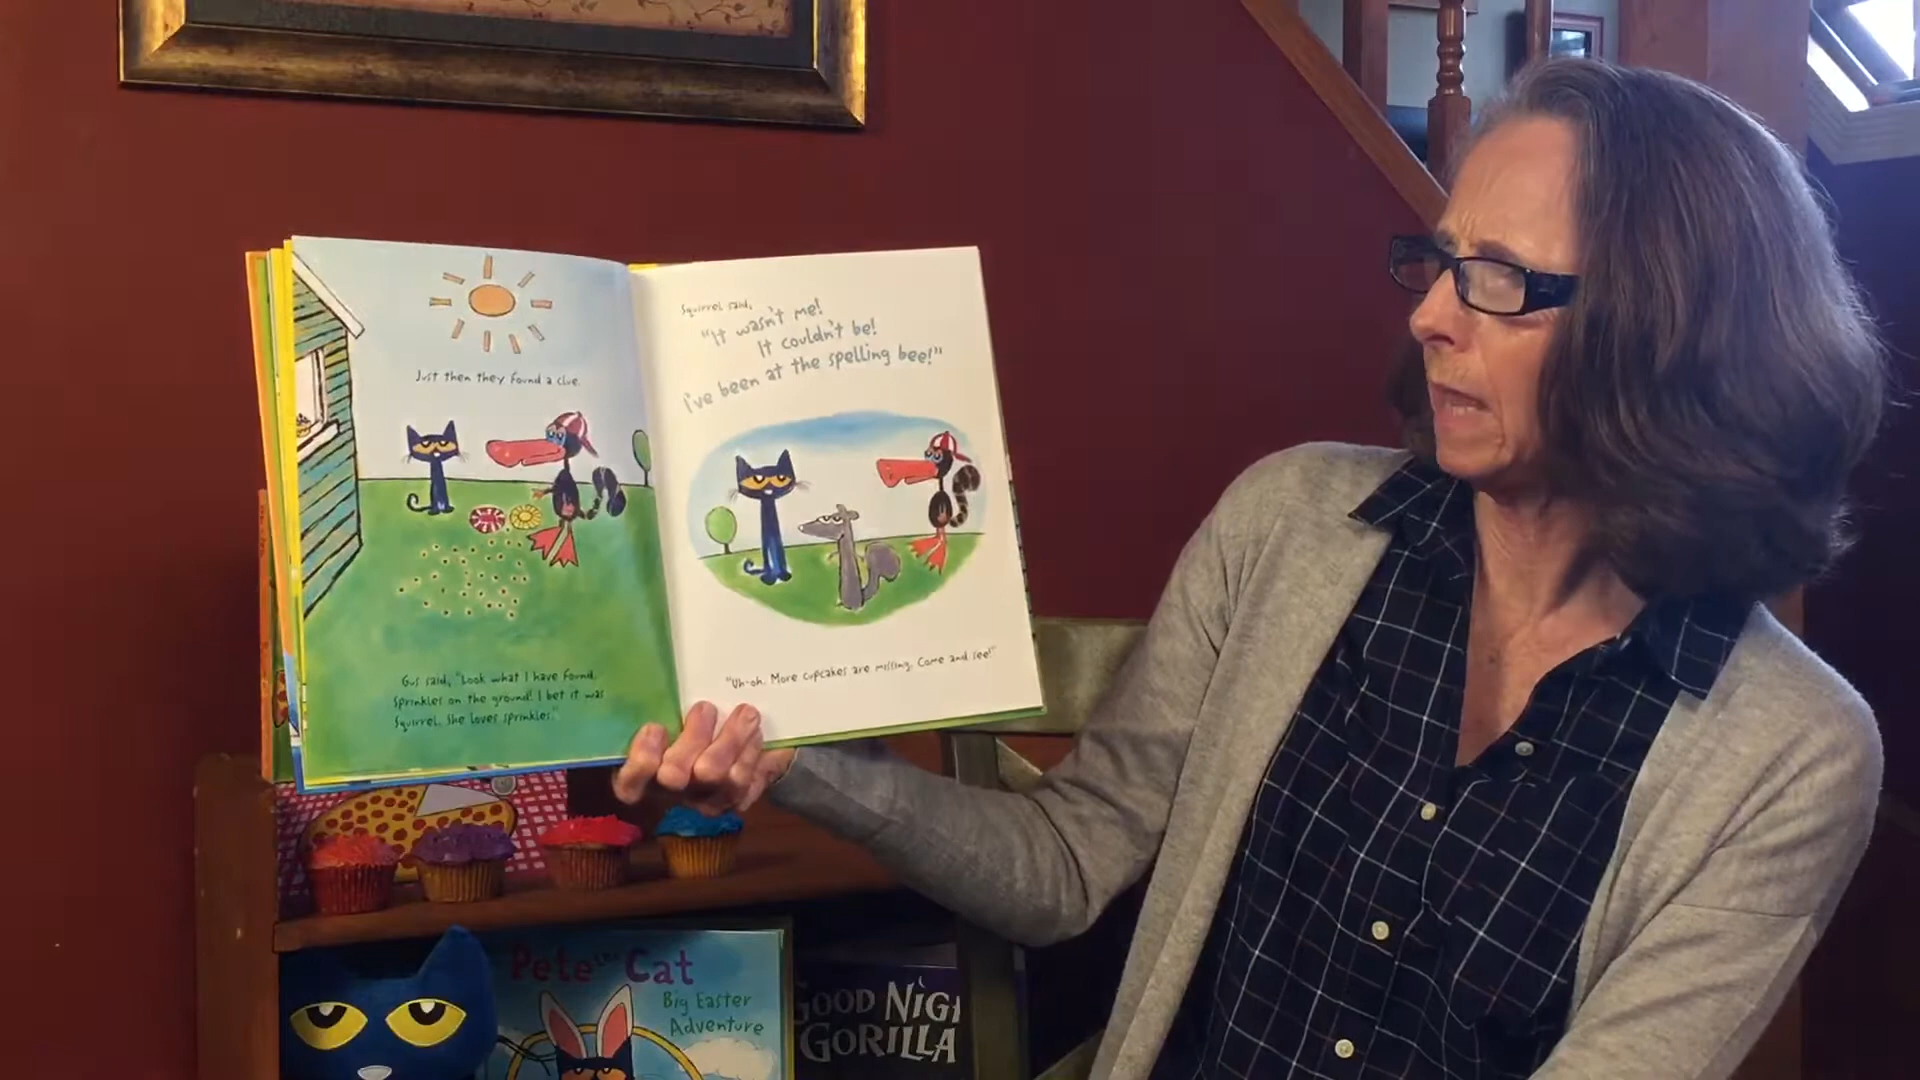 Just then they found a clue.
Gus said, "Look what I have found.
Sprinkles on the ground! I bet it was
Squirrel. She loves sprinkles."
Squirrel said,
"It wasn't me!
It couldn't be!
I've been at the spelling bee!"
"Uh-oh. More cupcakes are missing. Come and see!"
Pete the Cat
Big Easter
Adventure
GOOD NIG
GORILLA